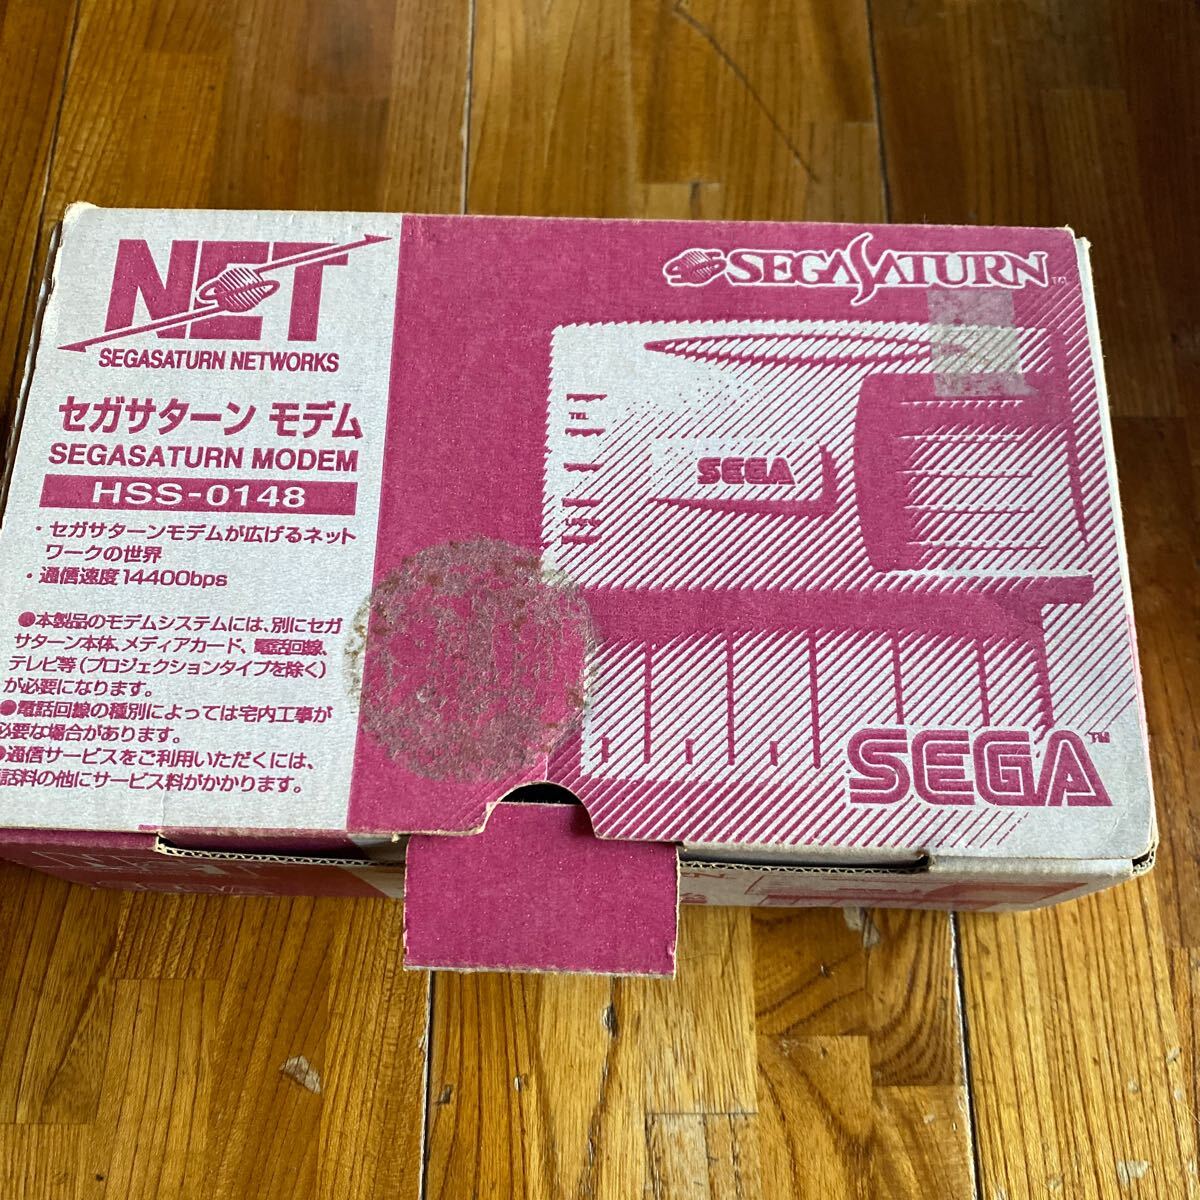 NET
SEGASATURN NETWORKS
セガサターン モデム
SEGASATURN MODEM
HSS-0148
・セガサターンモデムが広げるネット
ワークの世界
・通信速度14400bps
●本製品のモデムシステムには、別にセガ
サターン本体、メディアカード、電話回線、
テレビ等(プロジェクションタイプを除く)
が必要になります。
●電話回線の種別によっては宅内工事が
必要な場合があります。
●通信サービスをご利用いただくには、
話料の他にサービス料がかかります。
SEGASATURN
TEL
LINE
SEGA
SEGA™